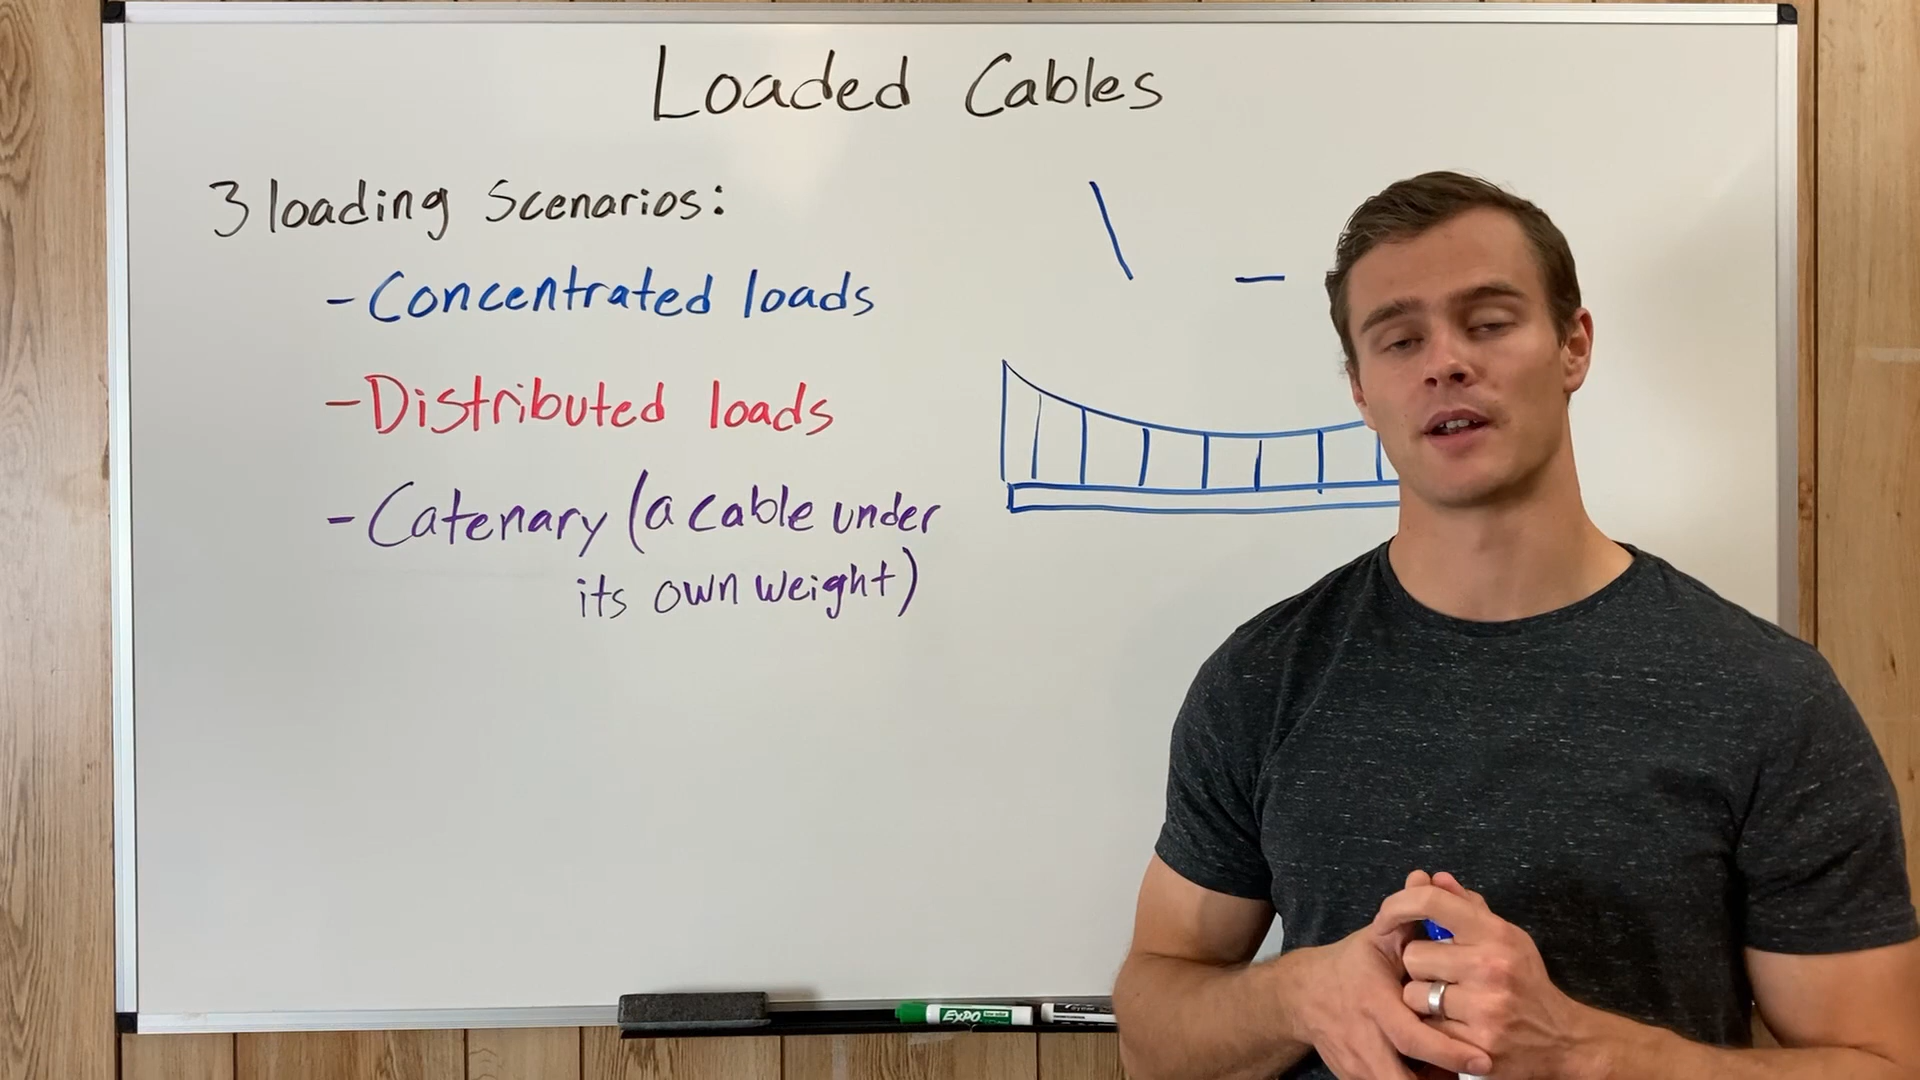 Loaded Cables
3 loading Scenarios:
- Concentrated loads
- Distributed loads
- Catenary (a cable under
its own weight)
EXPO